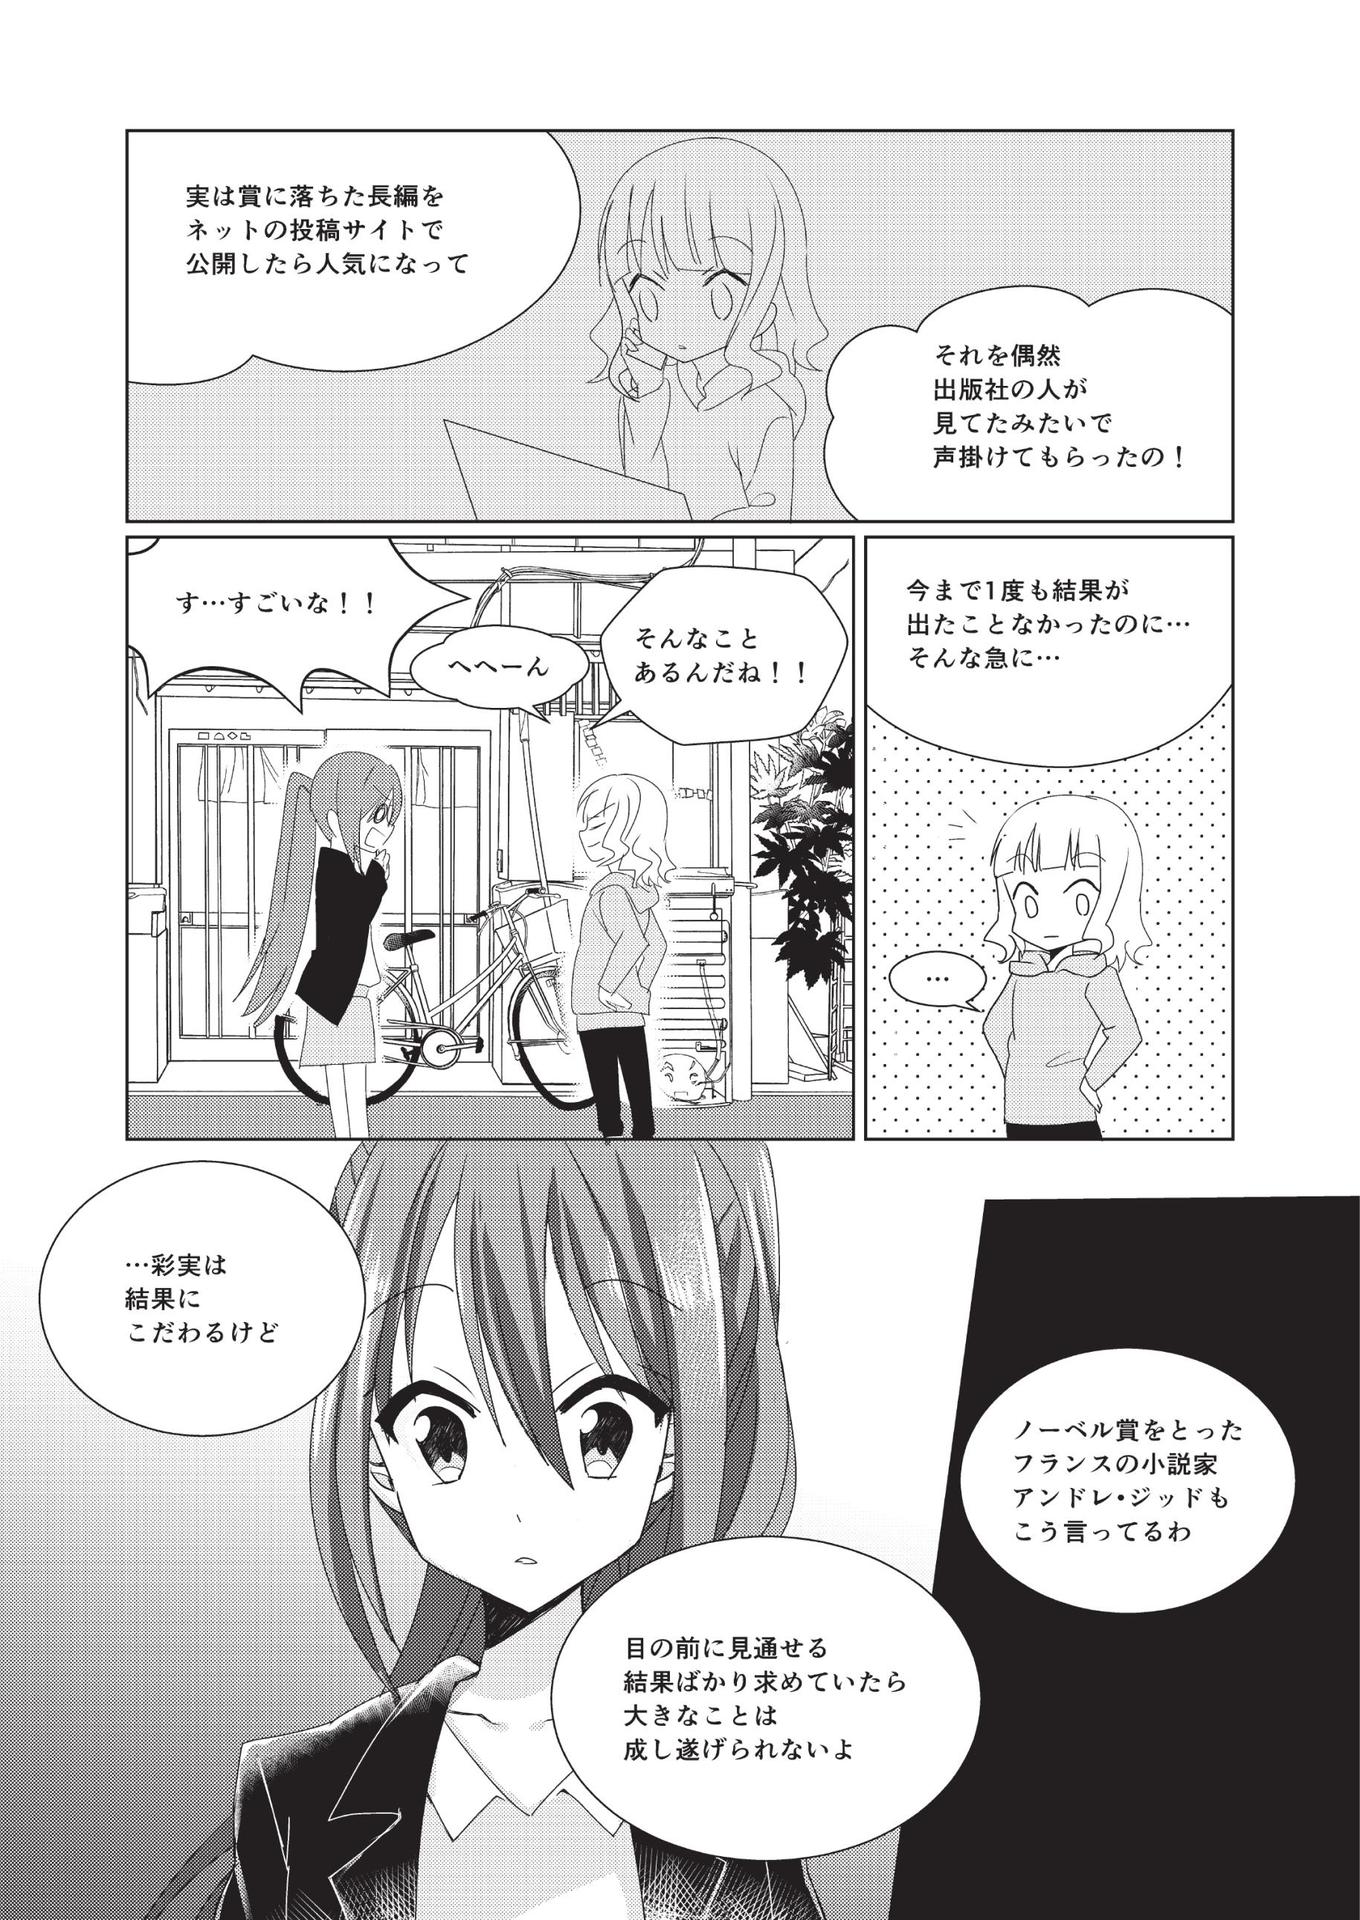 実は賞に落ちた長編を
ネットの投稿サイトで
公開したら人気になって
それを偶然
出版社の人が
見てたみたいで
声掛けてもらったの！
す…すごいな！！
へへーん
そんなこと
あるんだね！！
今まで1度も結果が
出たことなかったのに…
そんな急に…
…
…彩実は
結果に
こだわるけど
ノーベル賞をとった
フランスの小説家
アンドレ・ジッドも
こう言ってるわ
目の前に見通せる
結果ばかり求めていたら
大きなことは
成し遂げられないよ